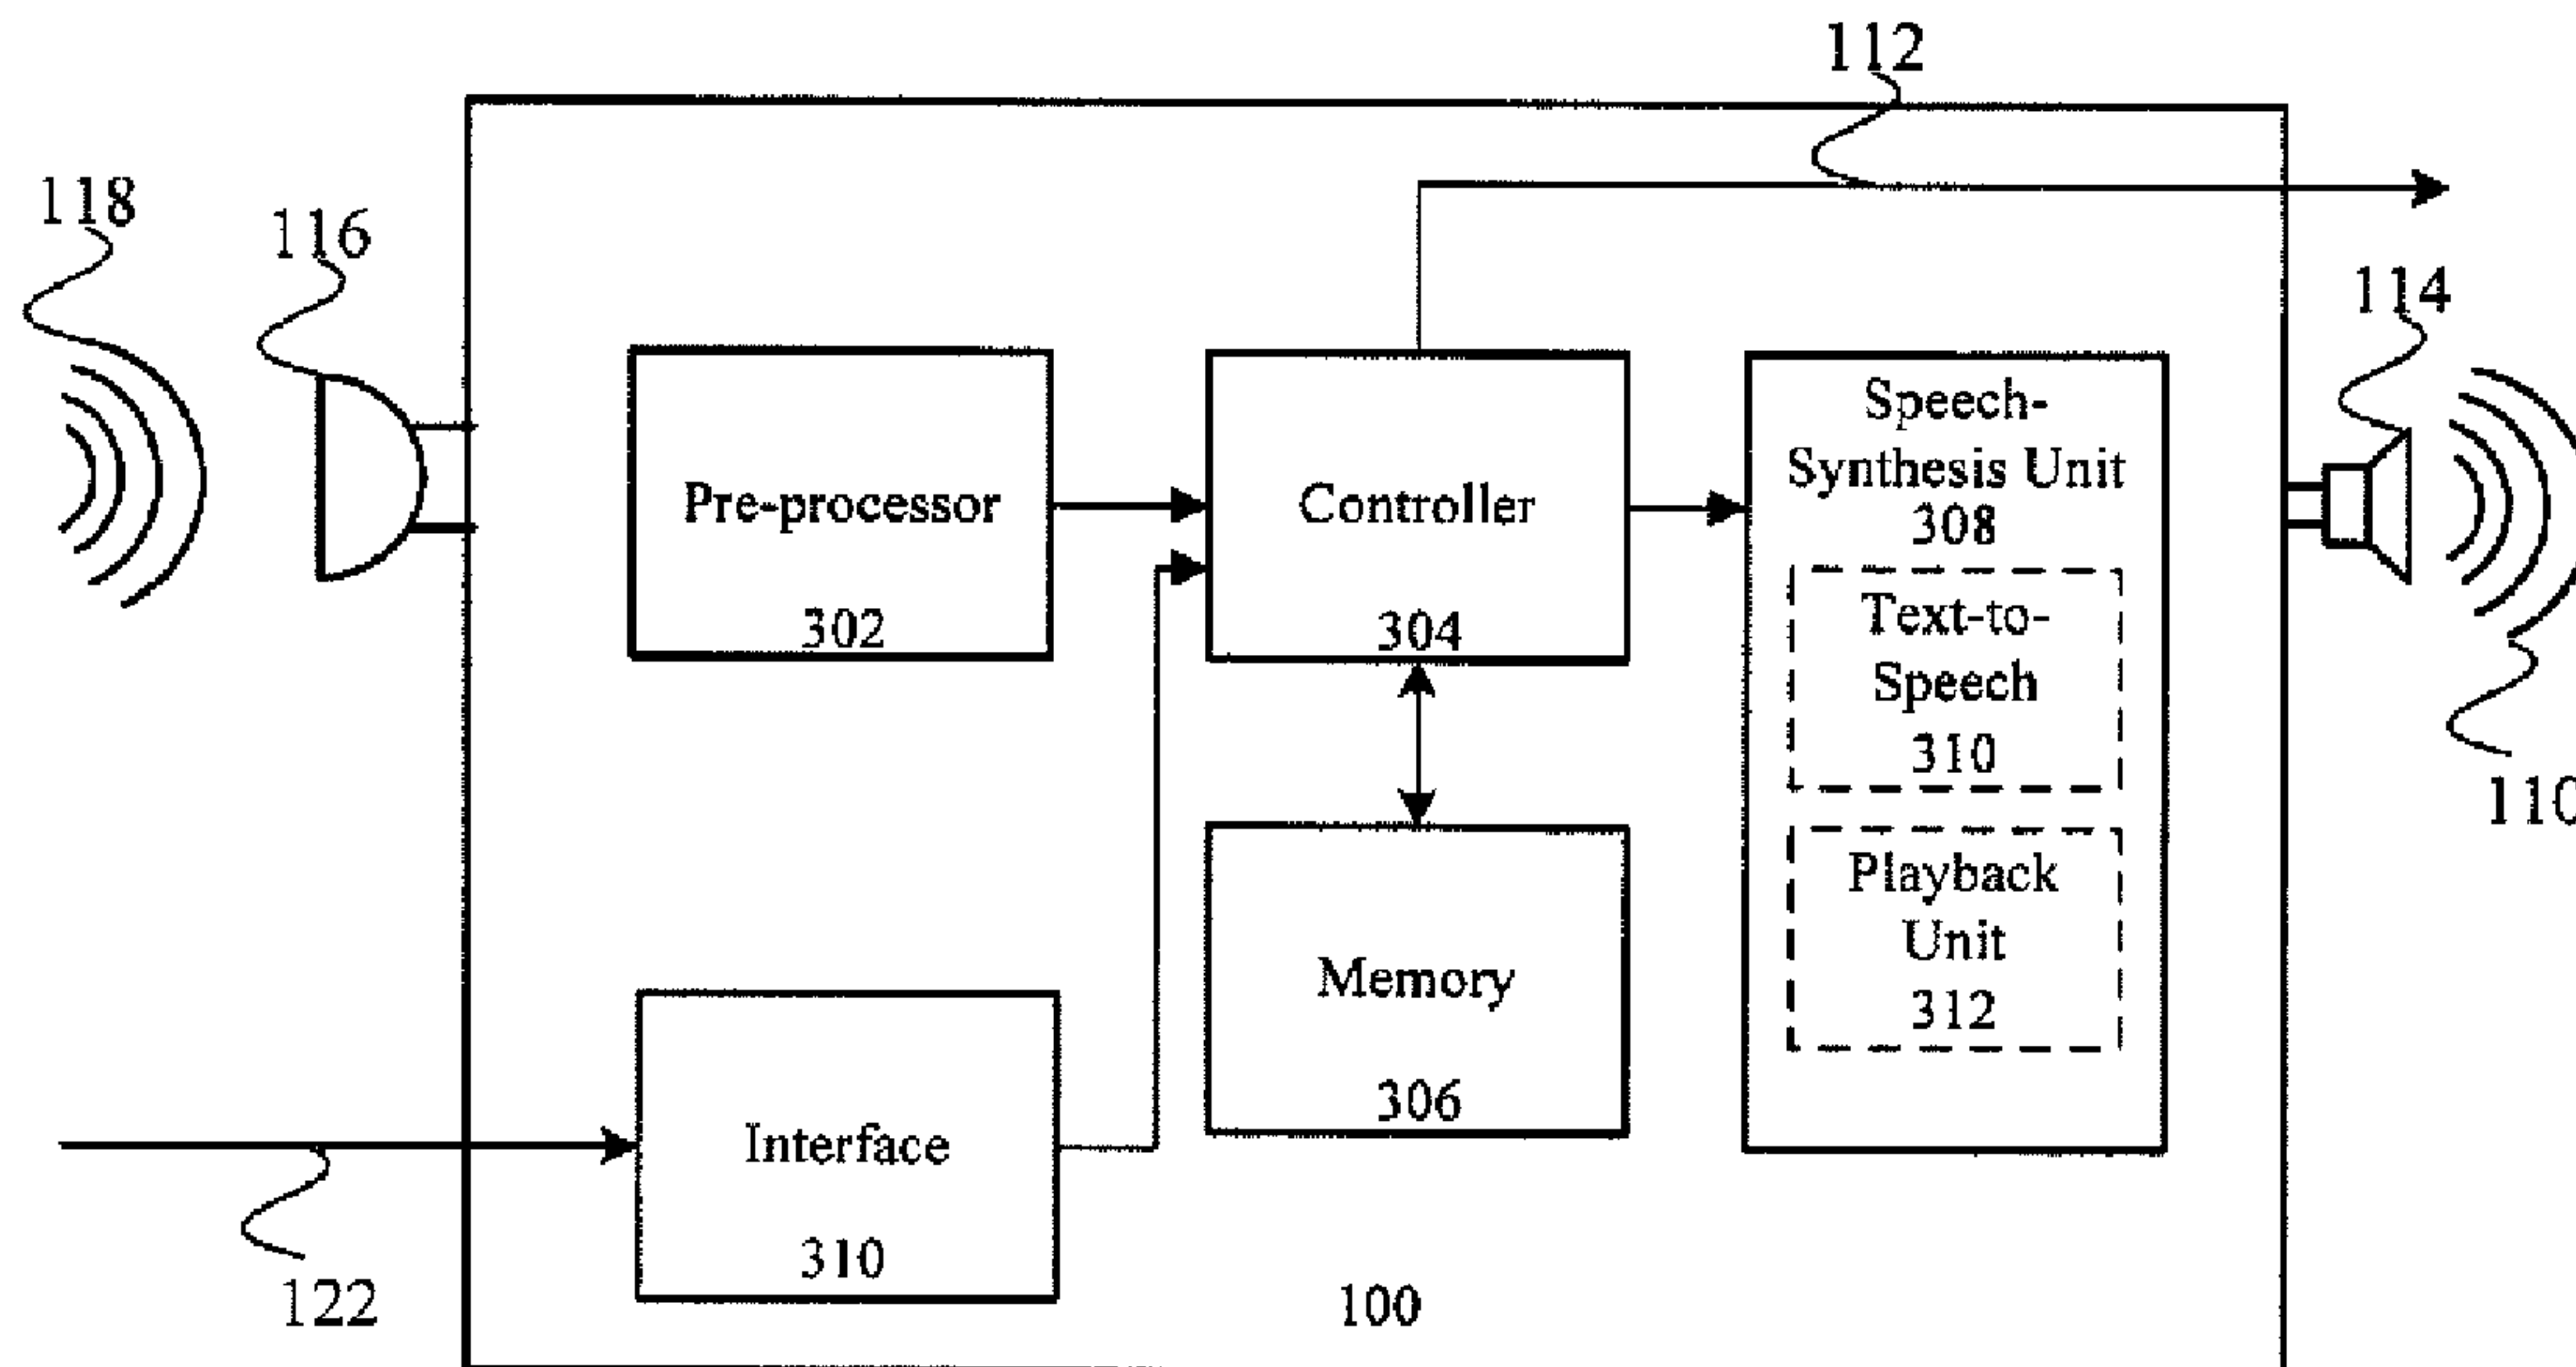 112
118
116
114
Speech-
Synthesis Unit
308
Pre-processor
302
Controller
304
Text-to-
Speech
310
110
Playback
Unit
312
Memory
306
Interface
310
122
100